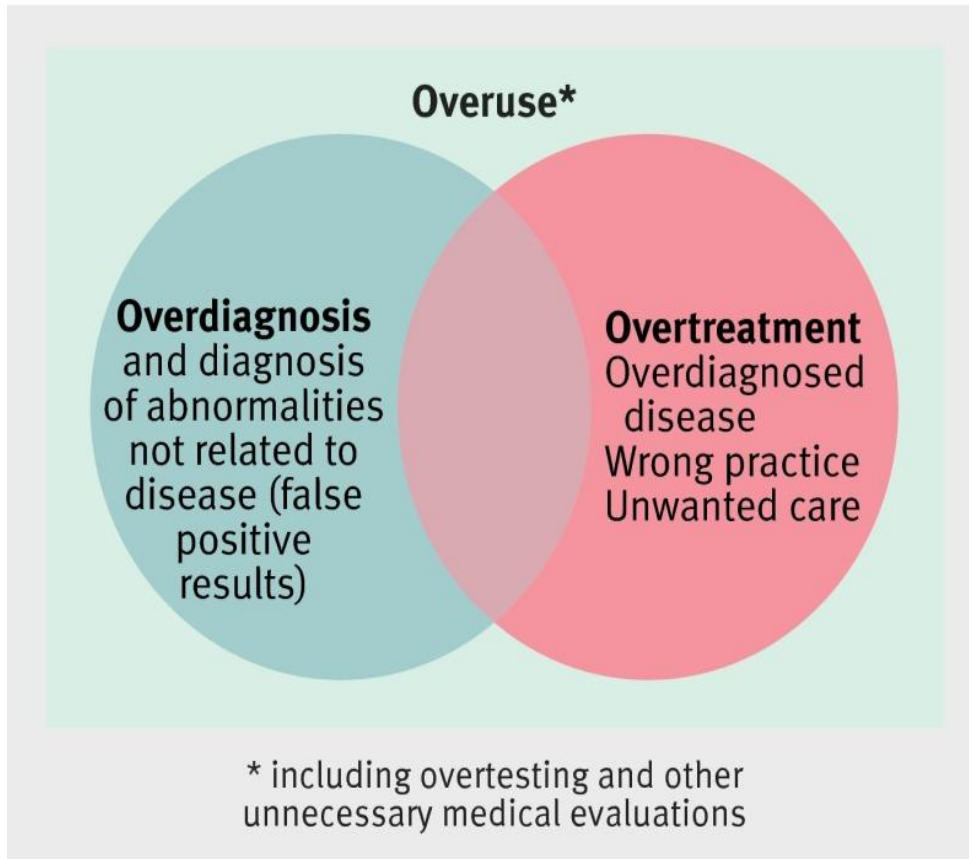 Overuse*
Overdiagnosis
and diagnosis
of abnormalities
not related to
disease (false
positive
results)
Overtreatment
Overdiagnosed
disease
Wrong practice
Unwanted care
* including overtesting and other
unnecessary medical evaluations